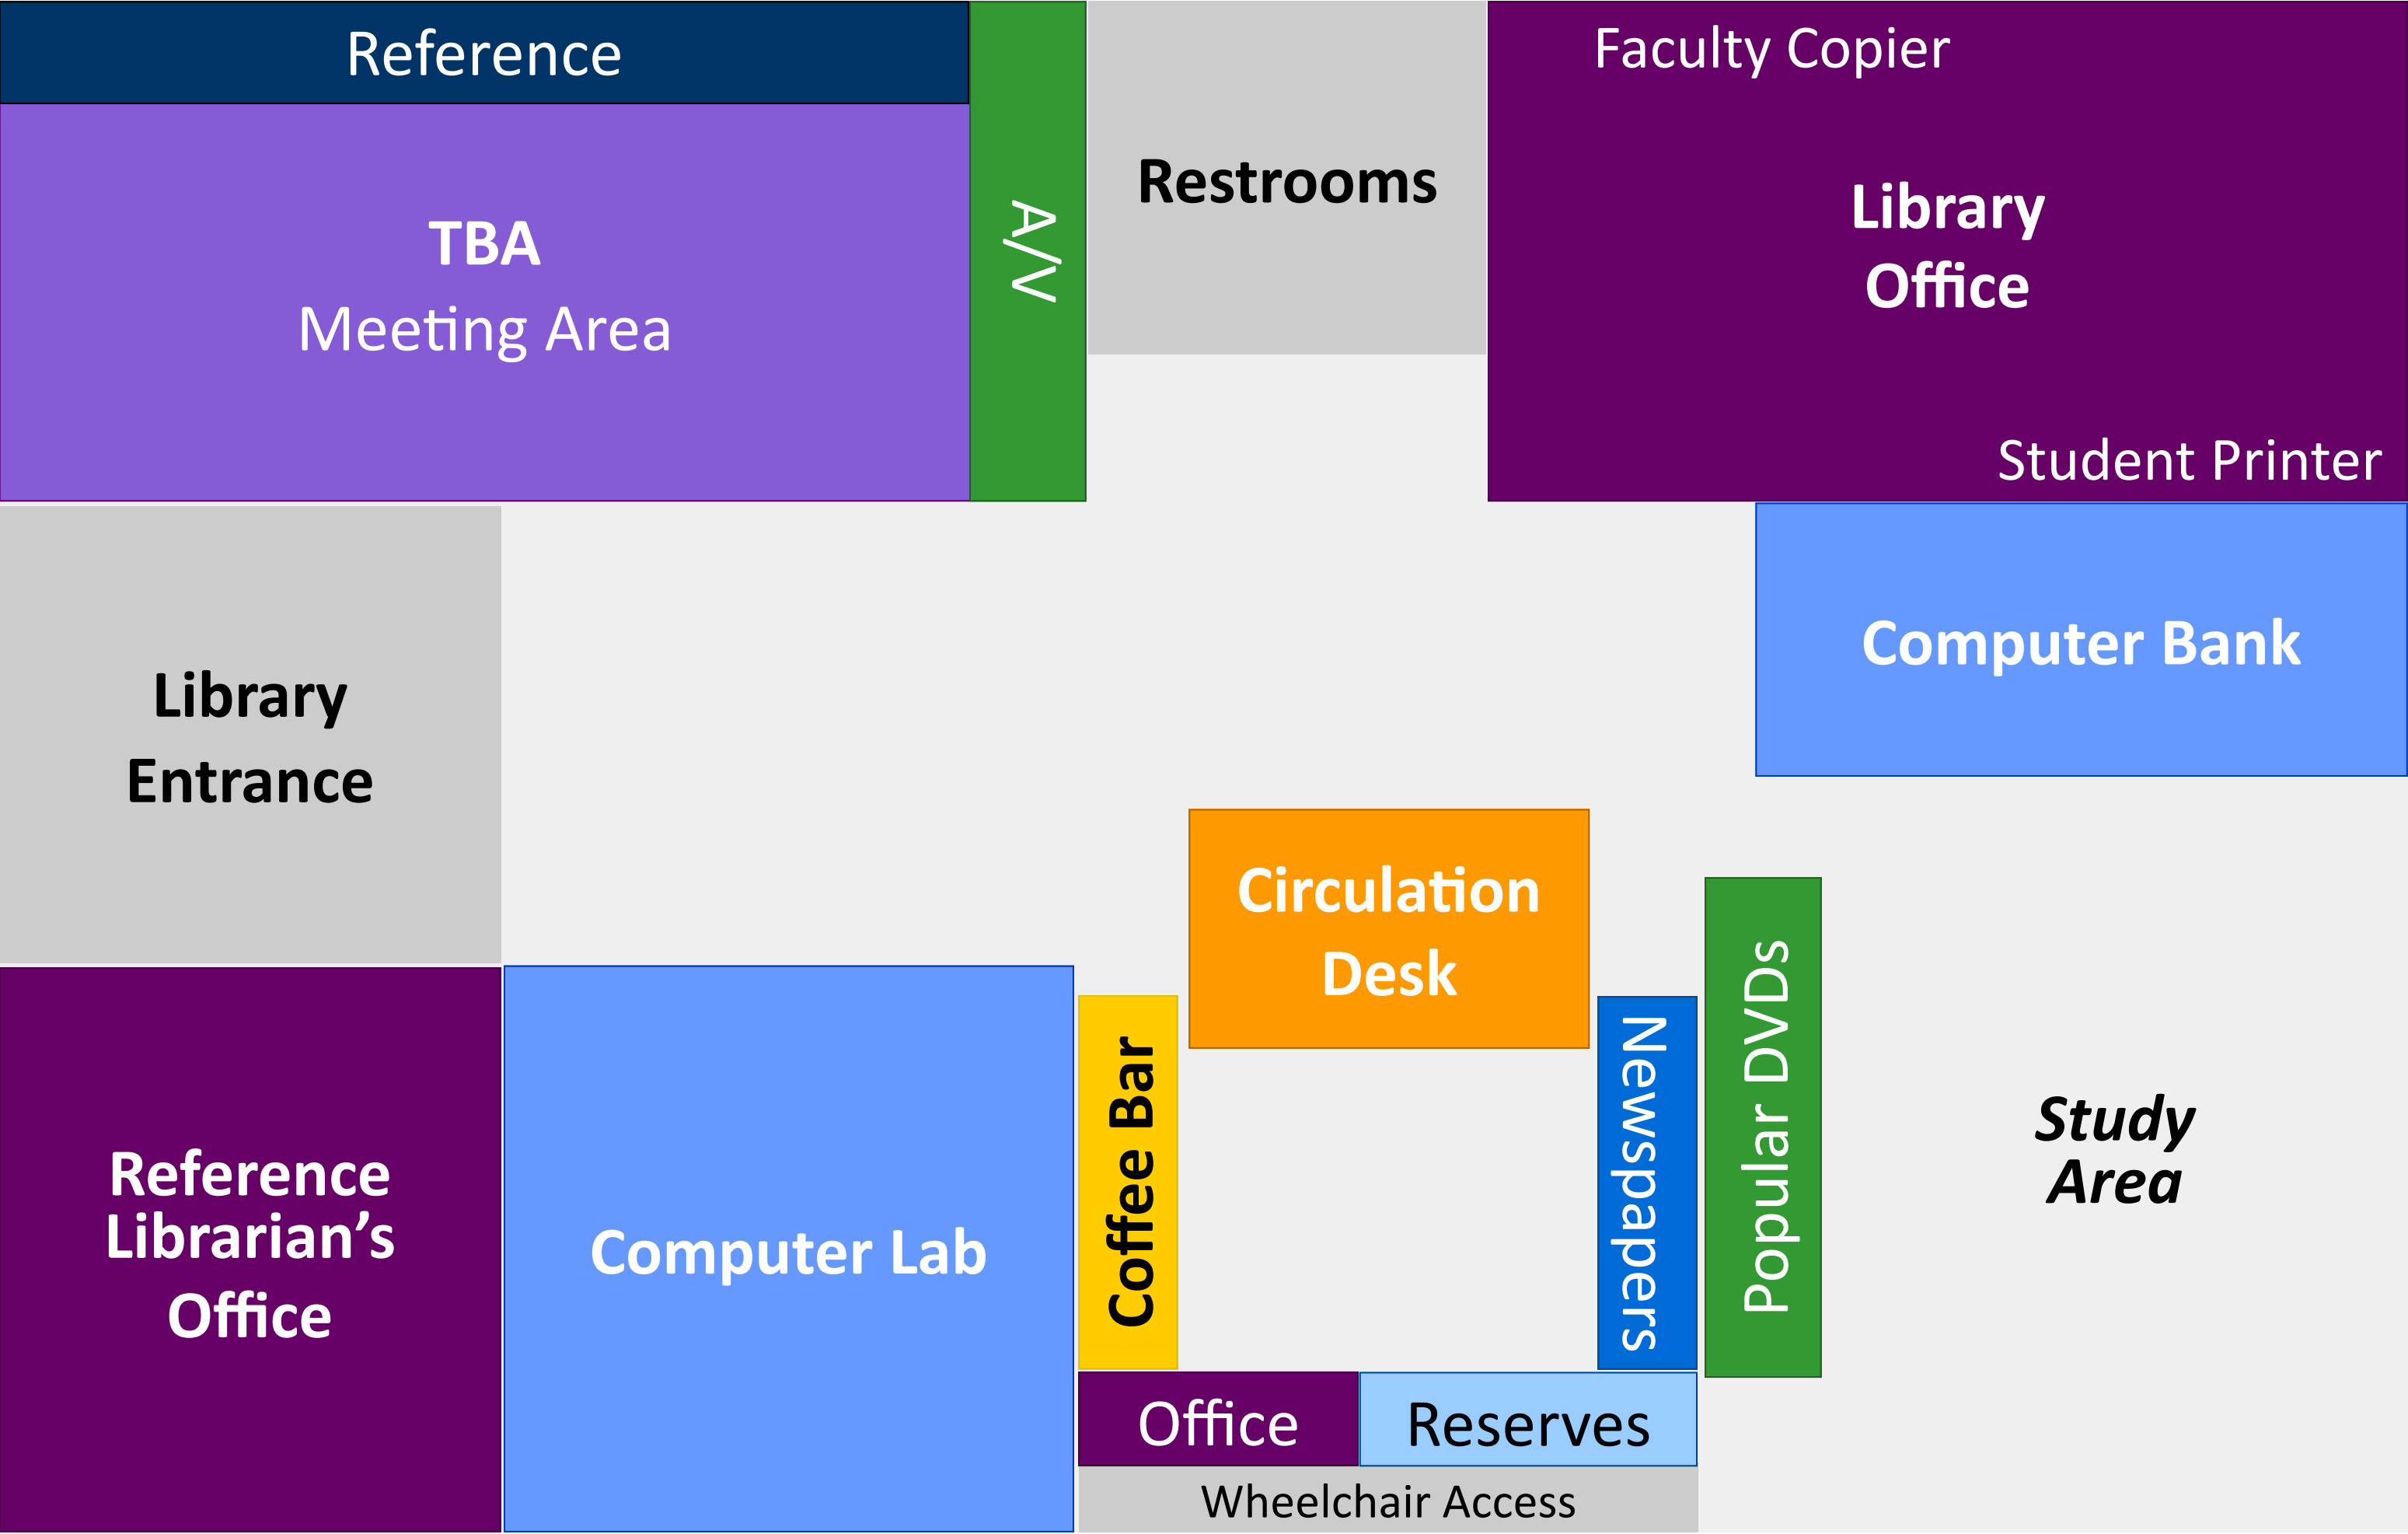 Reference
TBA
Meeting Area
A/V
Restrooms
Faculty Copier
Library
Office
Student Printer
Computer Bank
Library
Entrance
Circulation
Desk
Reference
Librarian’s
Office
Computer Lab
Coffee Bar
Newspapers
Popular DVDs
Study
Area
Office
Reserves
Wheelchair Access